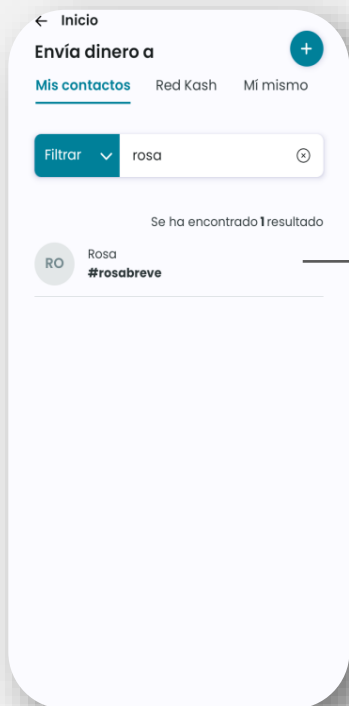 ← Inicio
Envía dinero a +
Mis contactos Red Kash Mí mismo
Filtrar rosa
Se ha encontrado 1 resultado
RO Rosa
#rosabreve